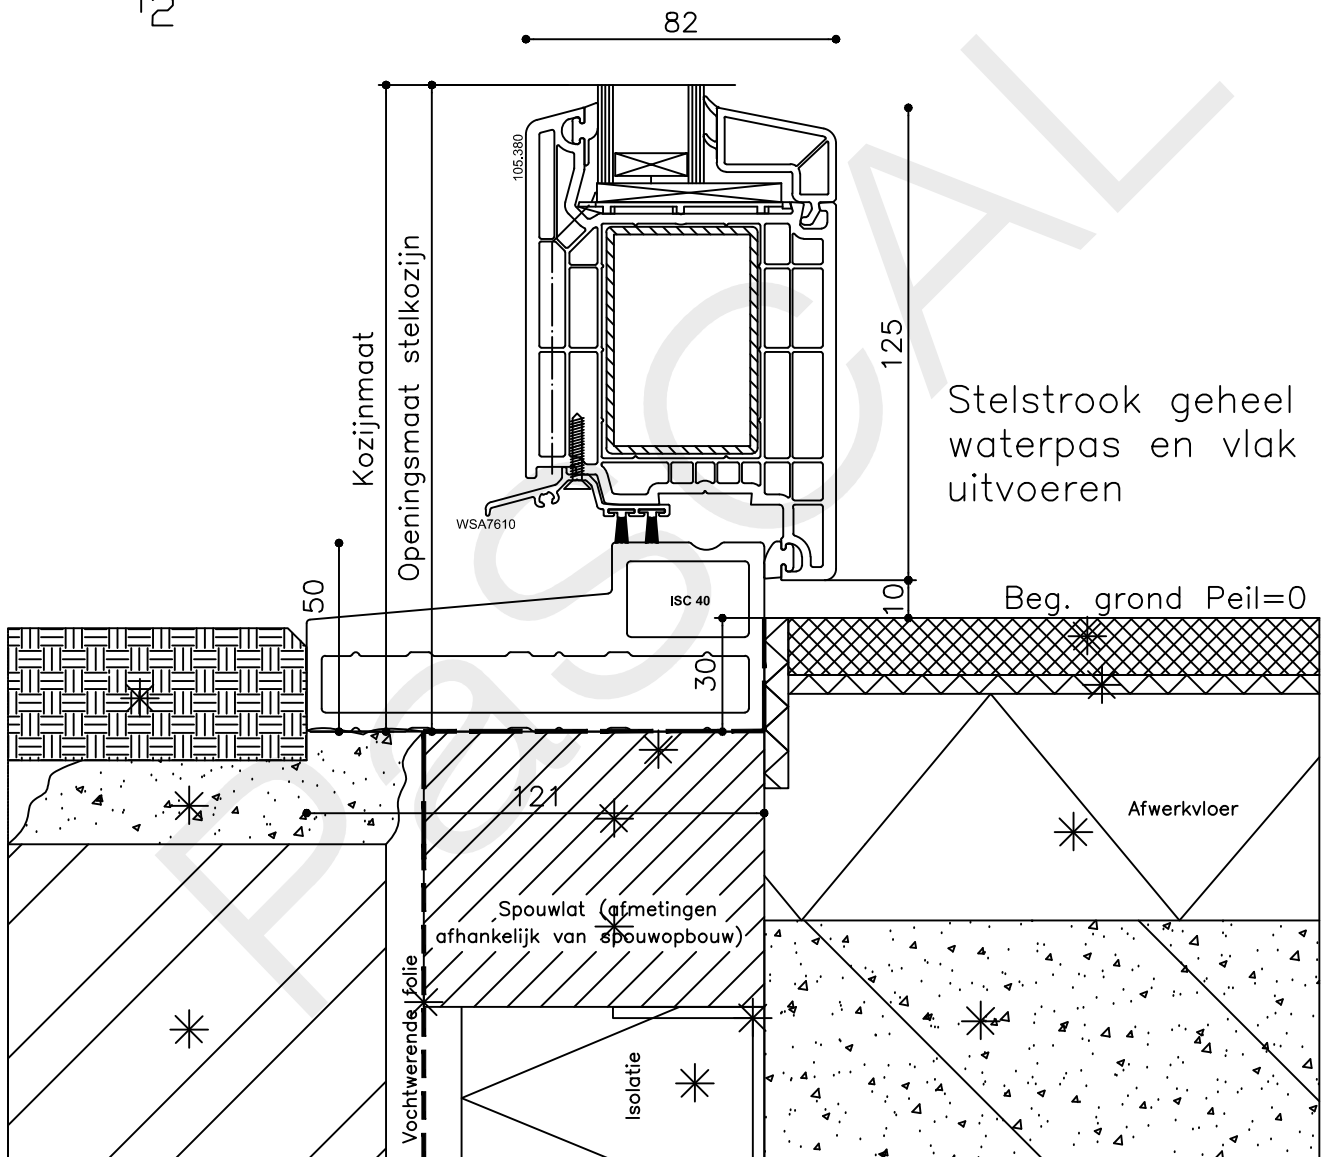 82
105.380
Kozijnmaat
Openingsmaat stelkozijn
125
Stelstrook geheel
waterpas en vlak
uitvoeren
WSA7610
50
ISC 40
10
Beg. grond Peil=0
30
121
Afwerkvloer
Spouwlat (afmetingen
afhankelijk van spouwopbouw)
Vochtwerende folie
Isolatie
PaSCAL